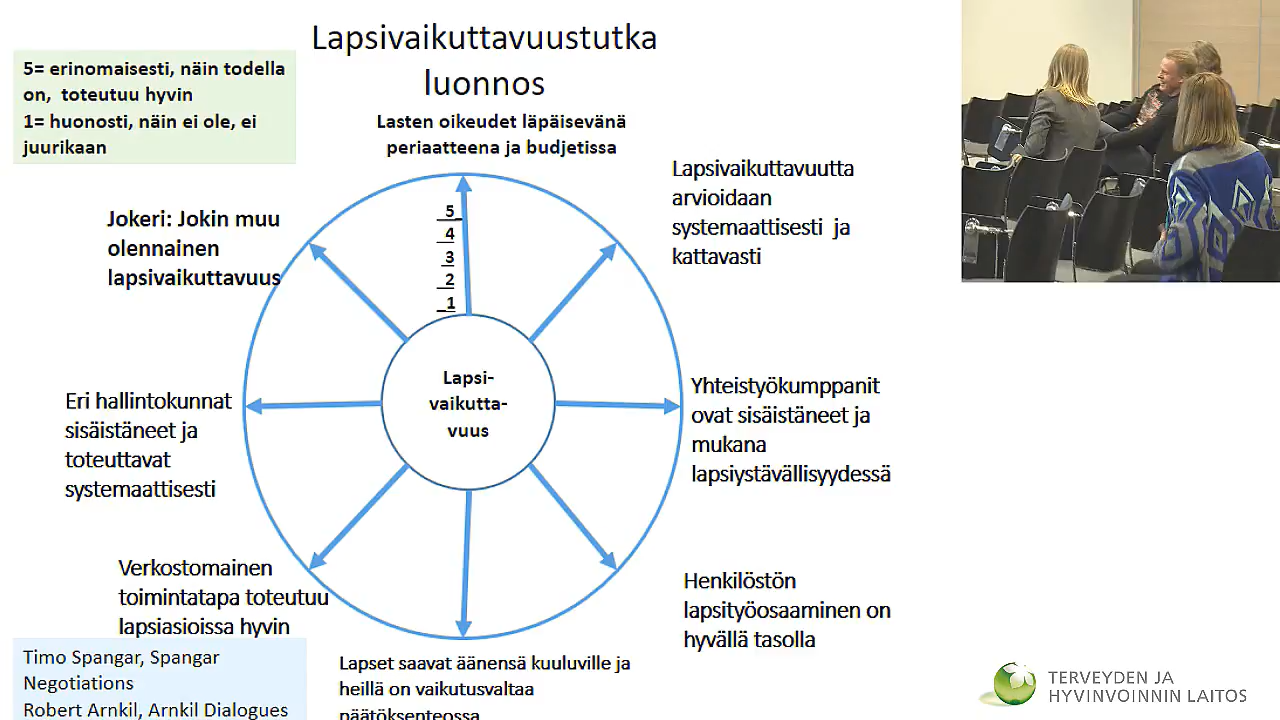 Lapsivaikuttavuustutka
luonnos
5= erinomaisesti, näin todella
on, toteutuu hyvin
1= huonosti, näin ei ole, ei
juurikaan
Lasten oikeudet läpäisevänä
periaatteena ja budjetissa
Lapsivaikuttavuutta
arvioidaan
systemaattisesti ja
kattavasti
Jokeri: Jokin muu
olennainen
lapsivaikuttavuus
5
4
3
2
1
Lapsi-
vaikutta-
vuus
Yhteistyökumppanit
ovat sisäistäneet ja
mukana
lapsiystävällisyydessä
Eri hallintokunnat
sisäistäneet ja
toteuttavat
systemaattisesti
Verkostomainen
toimintatapa toteutuu
lapsiasioissa hyvin
Henkilöstön
lapsityöosaaminen on
hyvällä tasolla
Lapset saavat äänensä kuuluville ja
heillä on vaikutusvaltaa
päätöksenteossa
Timo Spangar, Spangar
Negotiations
Robert Arnkil, Arnkil Dialogues
TERVEYDEN JA
HYVINVOINNIN LAITOS